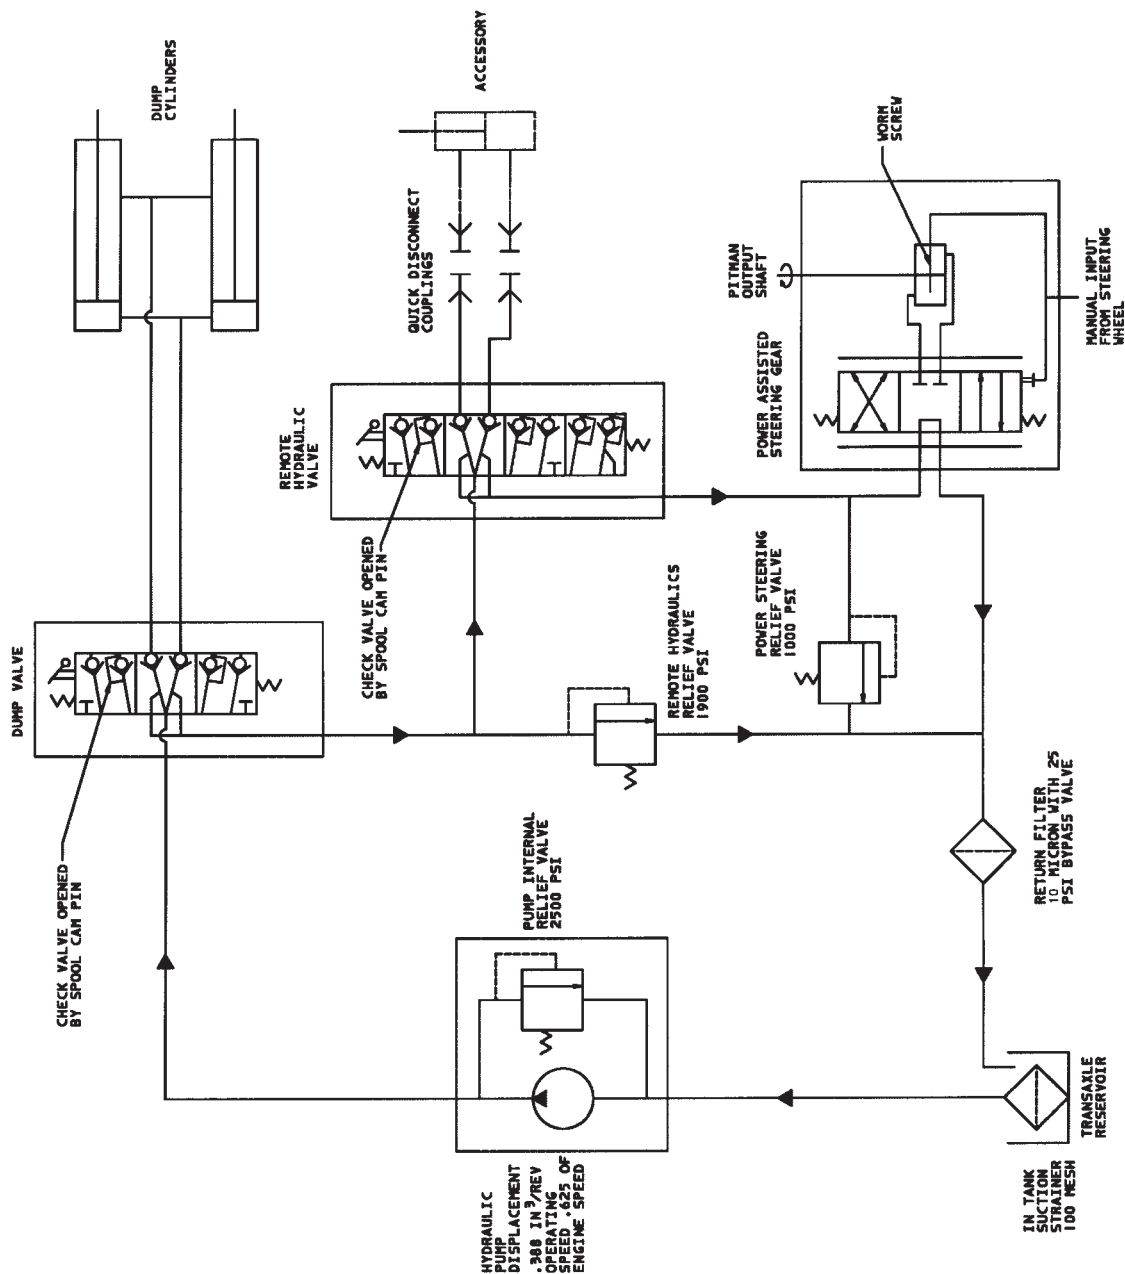 DUMP
CYLINDERS
ACCESSORY
WORM
SCREW
QUICK DISCONNECT
COUPLINGS
PITMAN
OUTPUT
SHAFT
MANUAL INPUT
FROM STEERING
WHEEL
POWER ASSISTED
STEERING GEAR
REMOTE
HYDRAULIC
VALVE
DUMP VALVE
CHECK VALVE OPENED
BY SPOOL CAM PIN
REMOTE HYDRAULICS
RELIEF VALVE
1900 PSI
POWER STEERING
RELIEF VALVE
1000 PSI
CHECK VALVE OPENED
BY SPOOL CAM PIN
PUMP INTERNAL
RELIEF VALVE
2500 PSI
RETURN FILTER
10 MICRON WITH 25
PSI BYPASS VALVE
HYDRAULIC
PUMP
DISPLACEMENT
.388 IN³/REV
OPERATING
SPEED .625 OF
ENGINE SPEED
TRANSAXLE
RESERVOIR
IN TANK
SUCTION
STRAINER
100 MESH